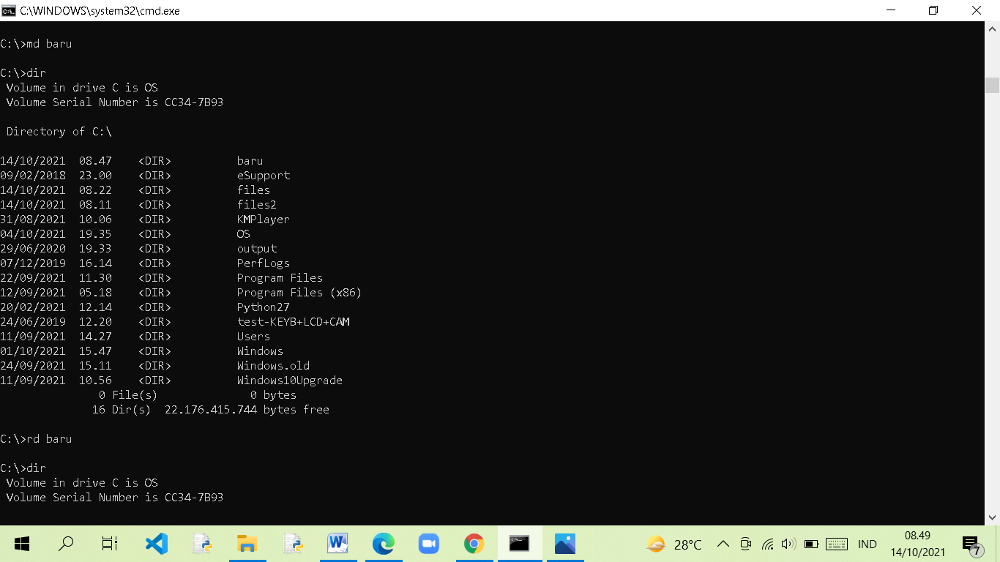 C:\WINDOWS\system32\cmd.exe
C:\>md baru
C:\>dir
Volume in drive C is OS
Volume Serial Number is CC34-7B93
Directory of C:\
14/10/2021 08.47 <DIR> baru
09/02/2018 23.00 <DIR> eSupport
14/10/2021 08.22 <DIR> files
14/10/2021 08.11 <DIR> files2
31/08/2021 10.06 <DIR> KMPlayer
04/10/2021 19.35 <DIR> OS
29/06/2020 19.33 <DIR> output
07/12/2019 16.14 <DIR> PerfLogs
22/09/2021 11.30 <DIR> Program Files
12/09/2021 05.18 <DIR> Program Files (x86)
20/02/2021 12.14 <DIR> Python27
24/06/2019 12.20 <DIR> test-KEYB+LCD+CAM
11/09/2021 14.27 <DIR> Users
01/10/2021 15.47 <DIR> Windows
24/09/2021 15.11 <DIR> Windows.old
11/09/2021 10.56 <DIR> Windows10Upgrade
0 File(s) 0 bytes
16 Dir(s) 22.176.415.744 bytes free
C:\>rd baru
C:\>dir
Volume in drive C is OS
Volume Serial Number is CC34-7B93
28°C IND 08.49
14/10/2021 7